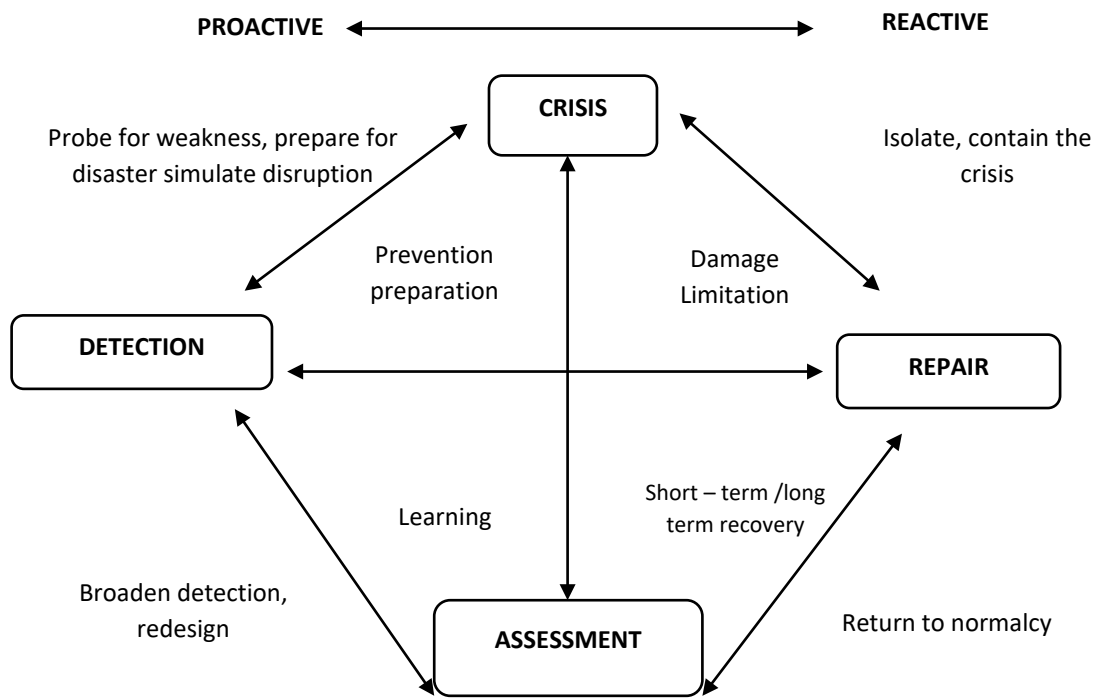 PROACTIVE
REACTIVE
CRISIS
Probe for weakness, prepare for
disaster simulate disruption
Isolate, contain the
crisis
Prevention
preparation
Damage
Limitation
DETECTION
REPAIR
Learning
Short – term /long
term recovery
Broaden detection,
redesign
ASSESSMENT
Return to normalcy